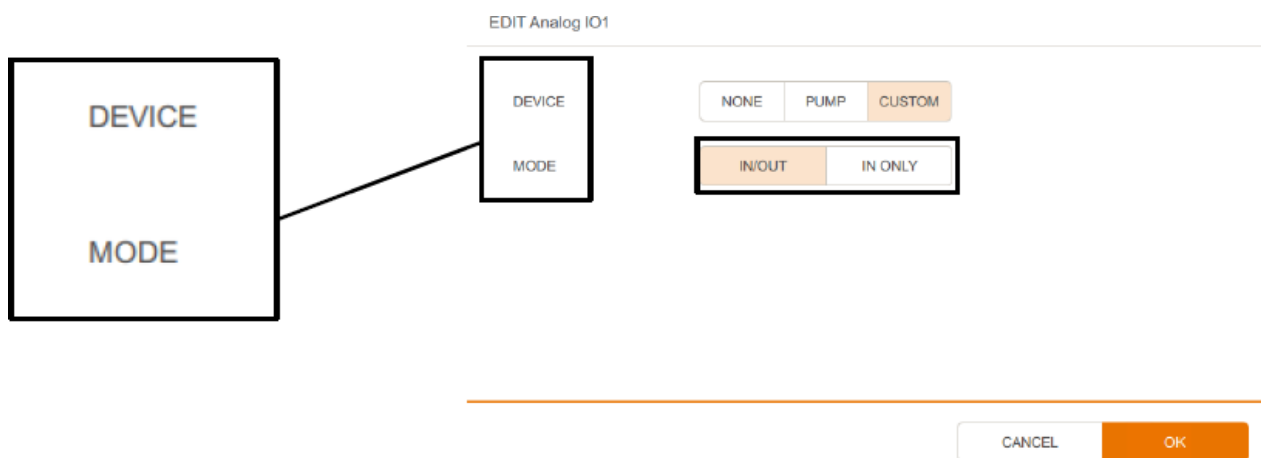 EDIT Analog IO1
DEVICE
MODE
DEVICE NONE PUMP CUSTOM
MODE IN/OUT IN ONLY
CANCEL OK